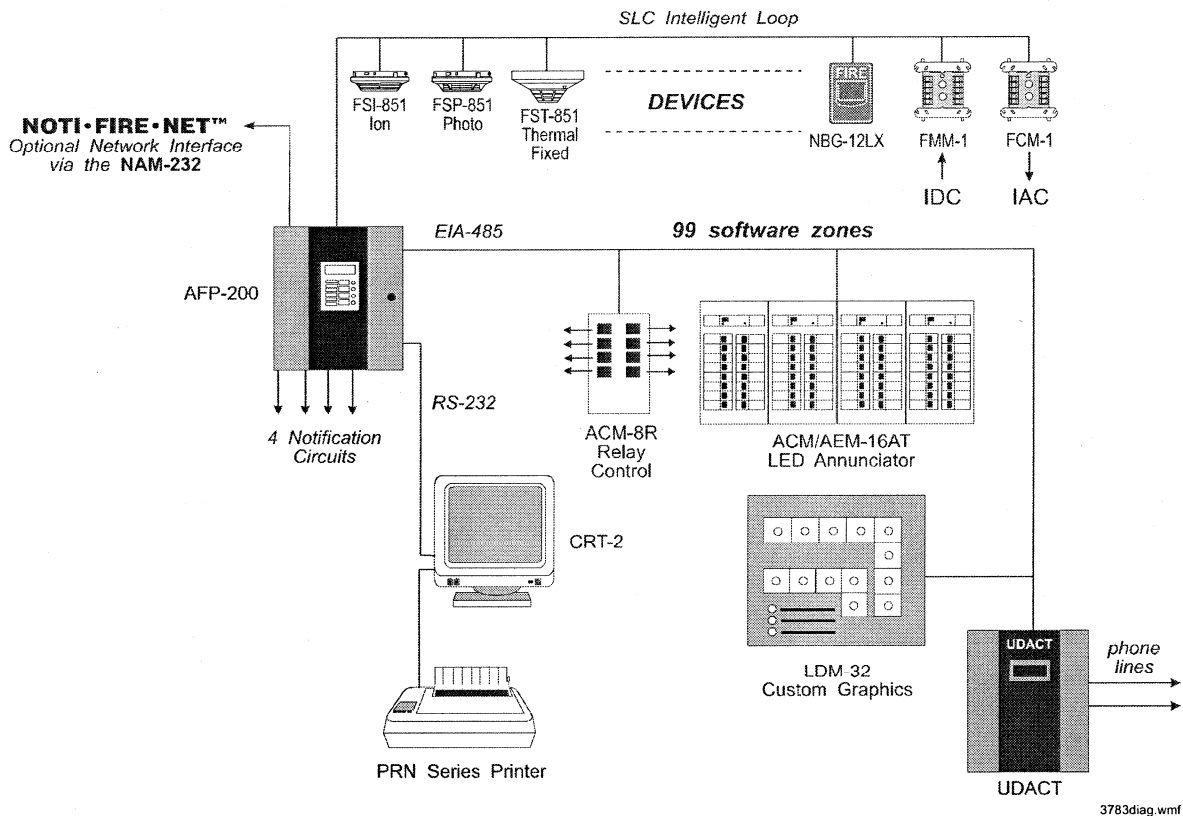 SLC Intelligent Loop
FSI-851
Ion
FSP-851
Photo
FST-851
Thermal
Fixed
DEVICES
FIRE
NBG-12LX
FMM-1
FCM-1
IDC
IAC
NOTI•FIRE•NET™
Optional Network Interface
via the NAM-232
EIA-485
99 software zones
AFP-200
RS-232
4 Notification
Circuits
ACM-8R
Relay
Control
ACM/AEM-16AT
LED Annunciator
CRT-2
LDM-32
Custom Graphics
UDACT
phone
lines
PRN Series Printer
UDACT
3783diag.wmf